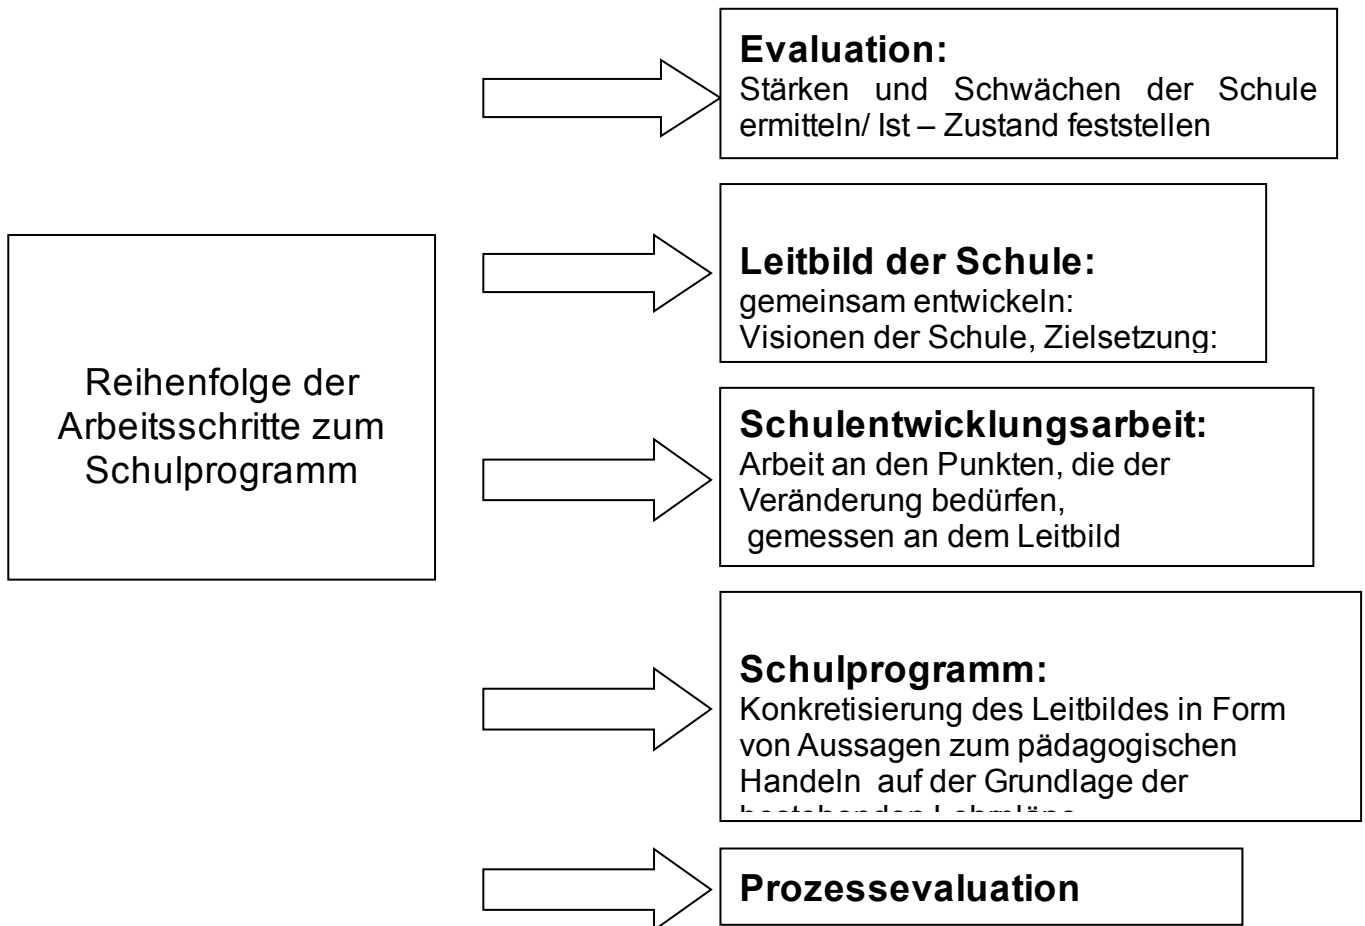 Evaluation:
Stärken und Schwächen der Schule
ermitteln/ Ist – Zustand feststellen
Leitbild der Schule:
gemeinsam entwickeln:
Visionen der Schule, Zielsetzung:
Reihenfolge der
Arbeitsschritte zum
Schulprogramm
Schulentwicklungsarbeit:
Arbeit an den Punkten, die der
Veränderung bedürfen,
gemessen an dem Leitbild
Schulprogramm:
Konkretisierung des Leitbildes in Form
von Aussagen zum pädagogischen
Handeln auf der Grundlage der
Prozessevaluation